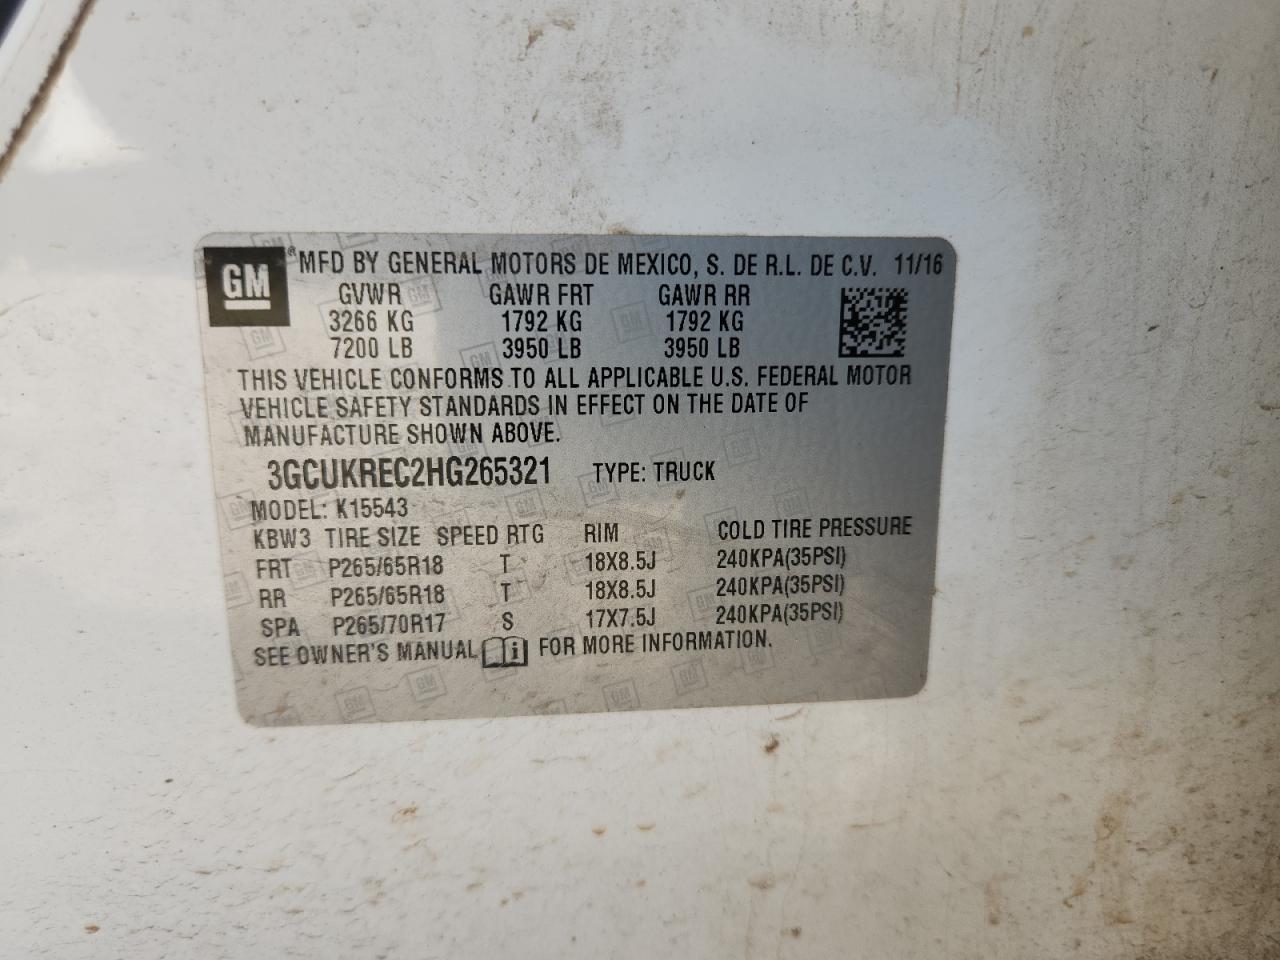 GM
®MFD BY GENERAL MOTORS DE MEXICO, S. DE R.L. DE C.V. 11/16
GVWR GAWR FRT GAWR RR
3266 KG 1792 KG 1792 KG
7200 LB 3950 LB 3950 LB
THIS VEHICLE CONFORMS TO ALL APPLICABLE U.S. FEDERAL MOTOR
VEHICLE SAFETY STANDARDS IN EFFECT ON THE DATE OF
MANUFACTURE SHOWN ABOVE.
3GCUKREC2HG265321 TYPE: TRUCK
MODEL: K15543
KBW3 TIRE SIZE SPEED RTG RIM COLD TIRE PRESSURE
FRT P265/65R18 T 18X8.5J 240KPA(35PSI)
RR P265/65R18 T 18X8.5J 240KPA(35PSI)
SPA P265/70R17 S 17X7.5J 240KPA(35PSI)
SEE OWNER'S MANUAL i FOR MORE INFORMATION.